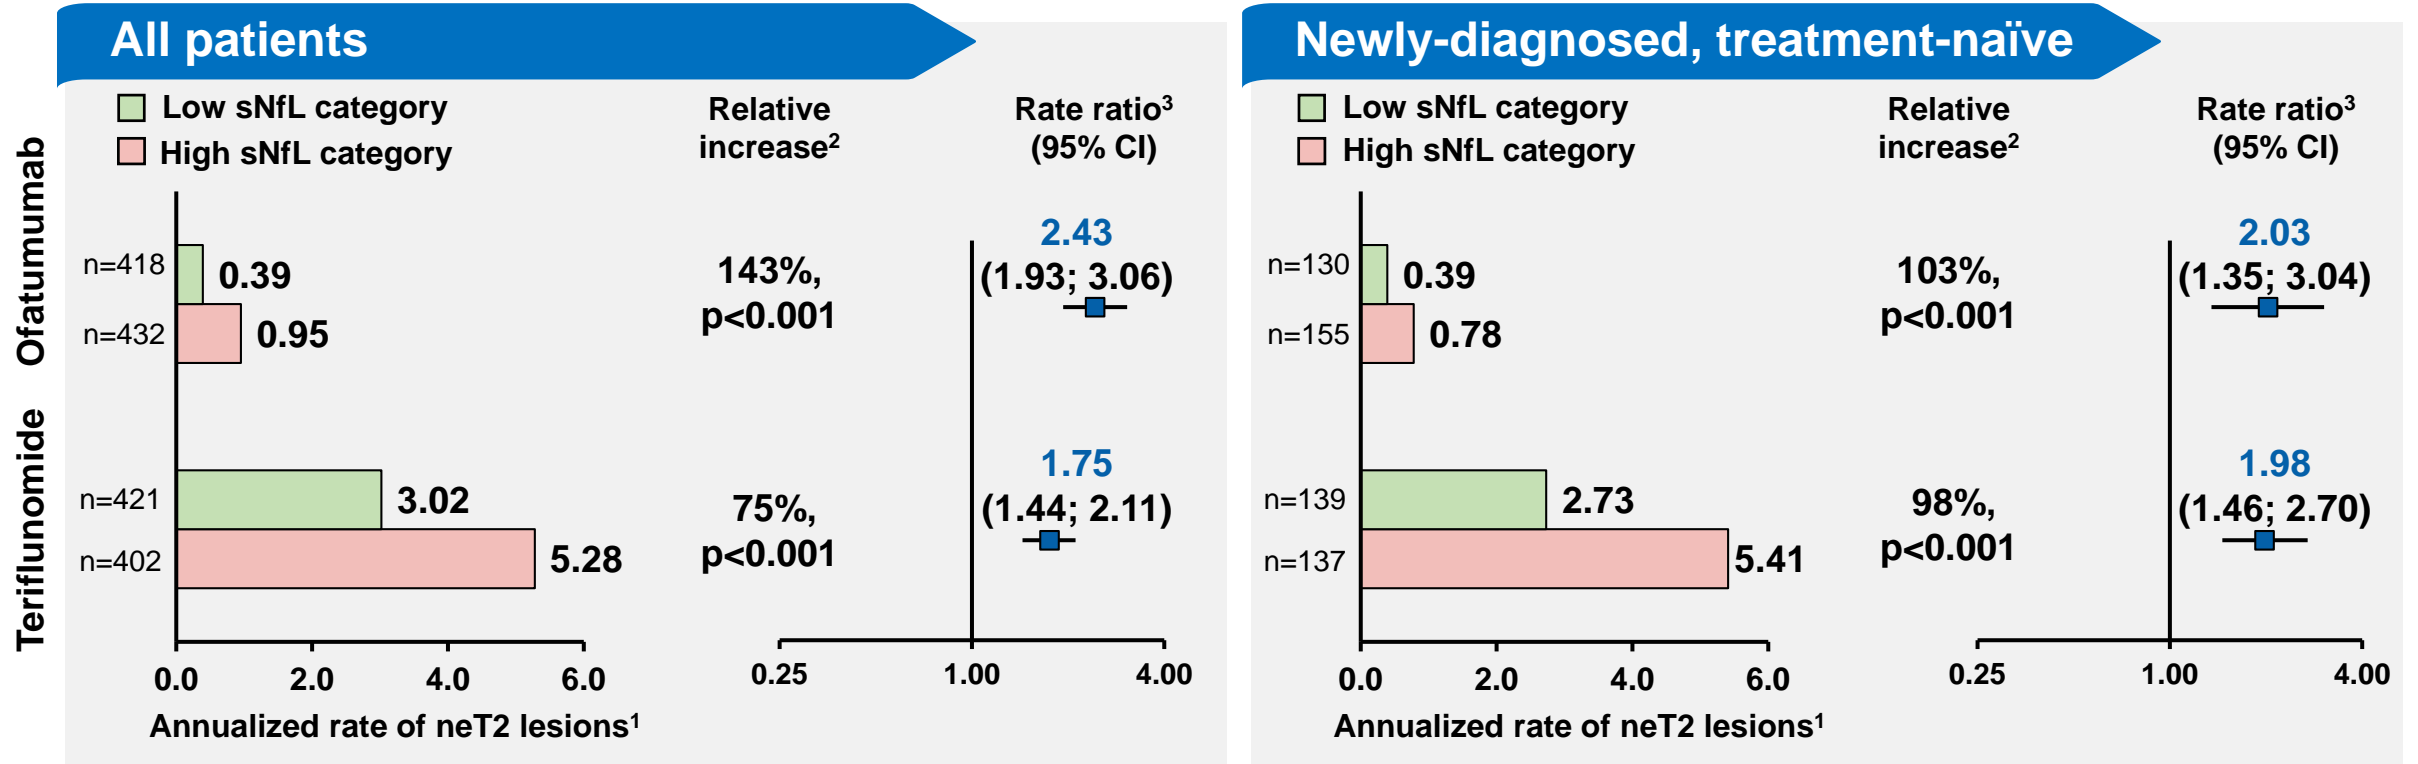 All patients
Low sNfL category
High sNfL category
Relative
increase²
Rate ratio³
(95% CI)
Ofatumumab
n=418
0.39
n=432
0.95
143%,
p<0.001
2.43
(1.93; 3.06)
Teriflunomide
n=421
3.02
n=402
5.28
75%,
p<0.001
1.75
(1.44; 2.11)
0.0 2.0 4.0 6.0
0.25 1.00 4.00
Annualized rate of neT2 lesions¹
Newly-diagnosed, treatment-naïve
Low sNfL category
High sNfL category
Relative
increase²
Rate ratio³
(95% CI)
n=130
0.39
n=155
0.78
103%,
p<0.001
2.03
(1.35; 3.04)
n=139
2.73
n=137
5.41
98%,
p<0.001
1.98
(1.46; 2.70)
0.0 2.0 4.0 6.0
0.25 1.00 4.00
Annualized rate of neT2 lesions¹